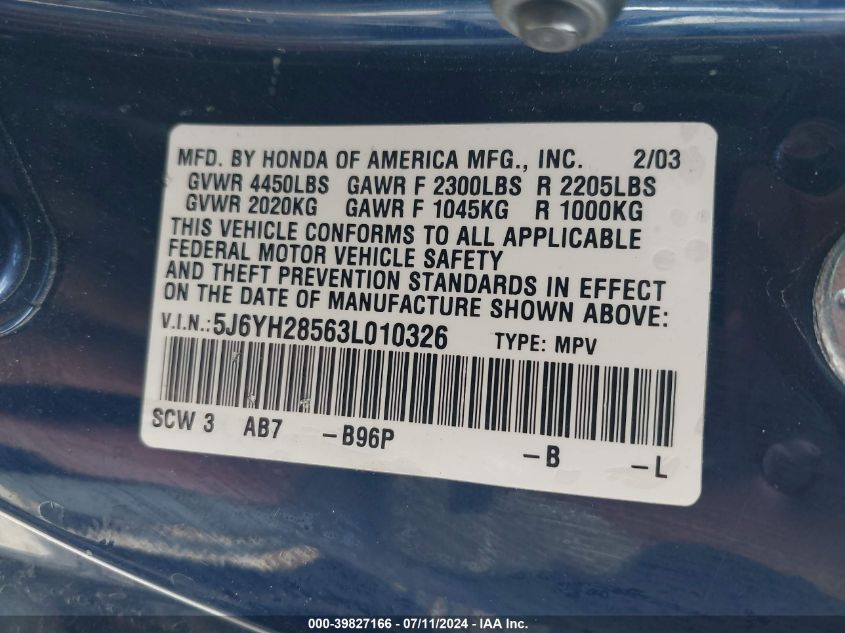 MFD. BY HONDA OF AMERICA MFG., INC. 2/03
GVWR 4450LBS GAWR F 2300LBS R 2205LBS
GVWR 2020KG GAWR F 1045KG R 1000KG
THIS VEHICLE CONFORMS TO ALL APPLICABLE
FEDERAL MOTOR VEHICLE SAFETY
AND THEFT PREVENTION STANDARDS IN EFFECT
ON THE DATE OF MANUFACTURE SHOWN ABOVE:
V.I.N.: 5J6YH28563L010326 TYPE: MPV
SCW 3 AB7 -B96P -B -L
000-39827166 - 07/11/2024 - IAA Inc.